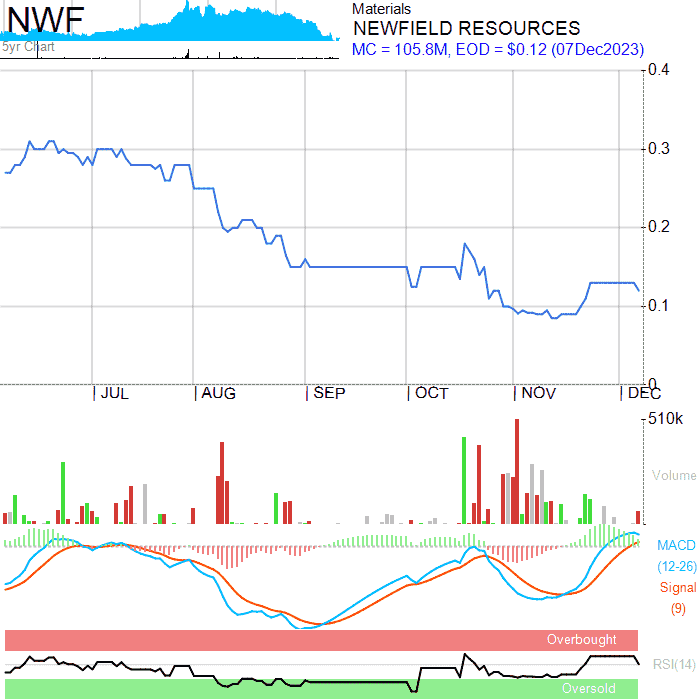 NWF
5yr Chart
Materials
NEWFIELD RESOURCES
MC = 105.8M, EOD = $0.12 (07Dec2023)
0.4
0.3
0.2
0.1
0
JUL AUG SEP OCT NOV DEC
510k
Volume
MACD
(12-26)
Signal
(9)
Overbought
RSI(14)
Oversold